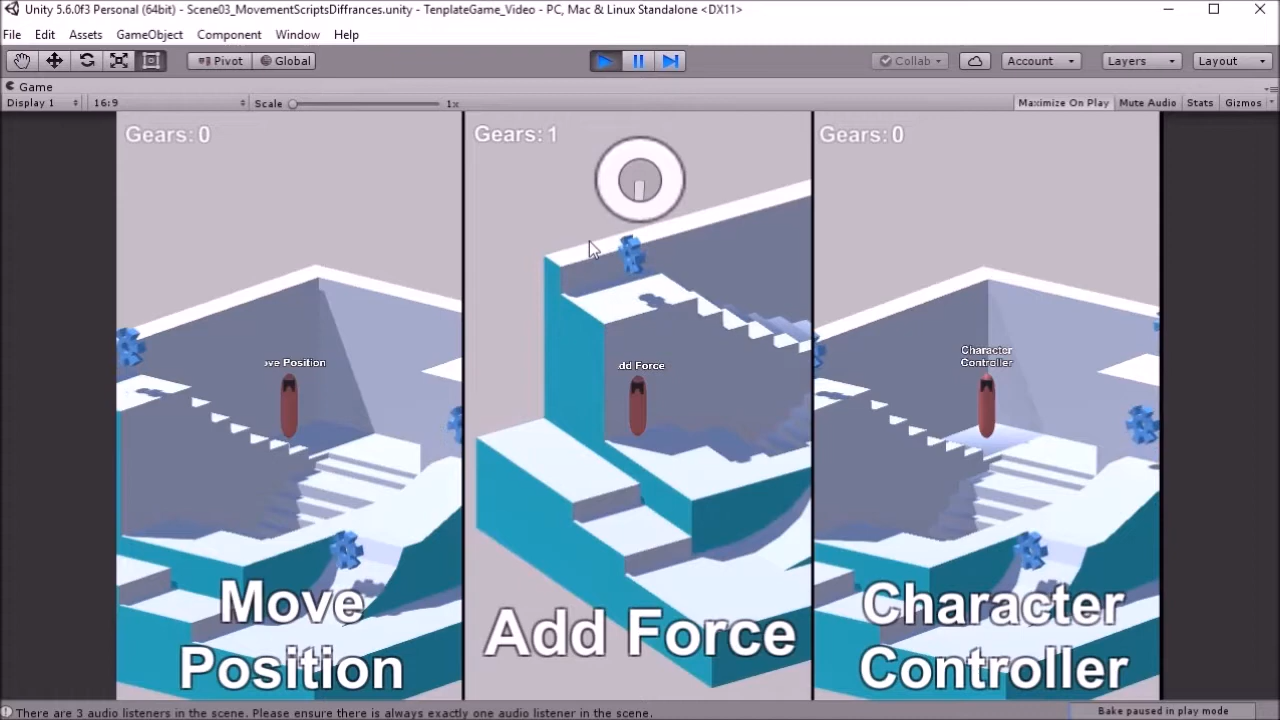 Unity 5.6.0f3 Personal (64bit) - Scene03_MovementScriptsDiffrances.unity - TemplateGame_Video - PC, Mac & Linux Standalone <DX11>
File Edit Assets GameObject Component Window Help
Pivot Global Collab Account Layers Layout
Game
Display 1 16:9 Scale 1x Maximize On Play Mute Audio Stats Gizmos
Gears: 0 Gears: 1 Gears: 0
ove Position
dd Force
Character
Controller
Move
Position
Add Force
Character
Controller
There are 3 audio listeners in the scene. Please ensure there is always exactly one audio listener in the scene.
Bake paused in play mode